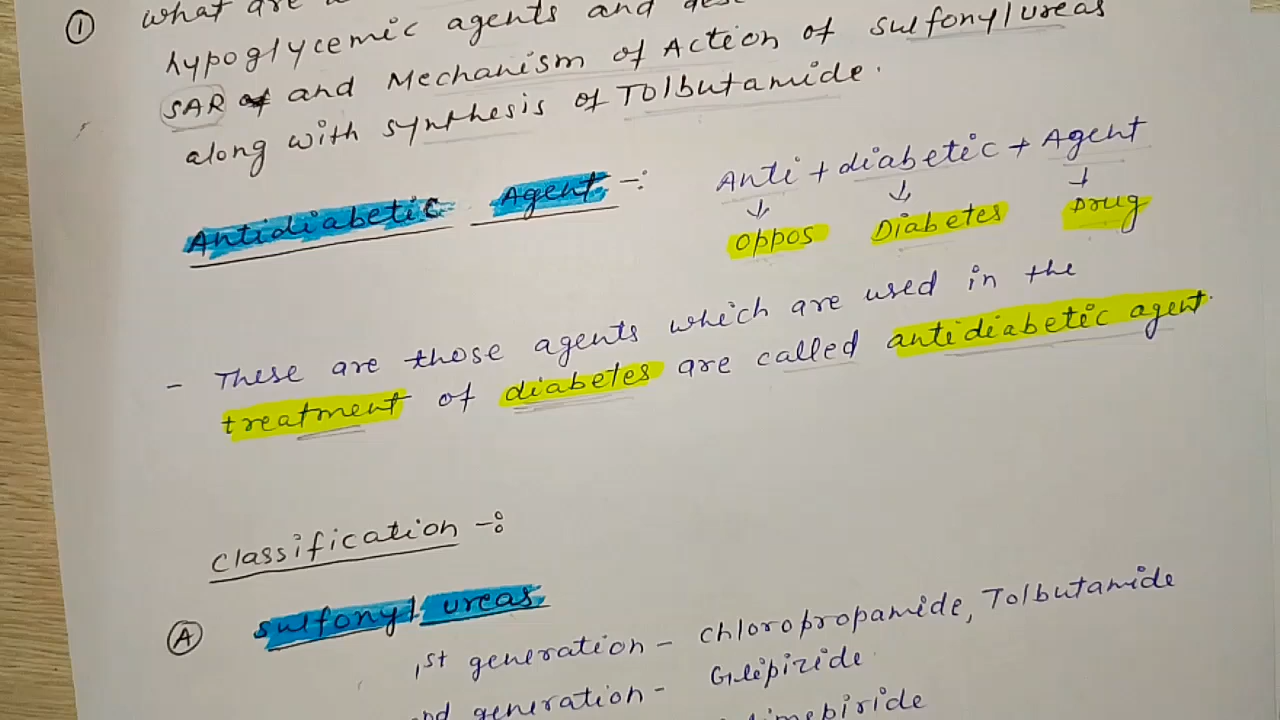 ① what are
hypoglycemic agents and
SAR and Mechanism of Action of sulfonylureas
along with synthesis of Tolbutamide.
Antidiabetic Agent -: Anti + diabetic + Agent
↓ ↓ ↓
oppos Diabetes Drug
- These are those agents which are used in the
treatment of diabetes are called antidiabetic agent.
classification -:
Ⓐ sulfonyl ureas
1st generation - chloropropamide, Tolbutamide
generation - Glipizide